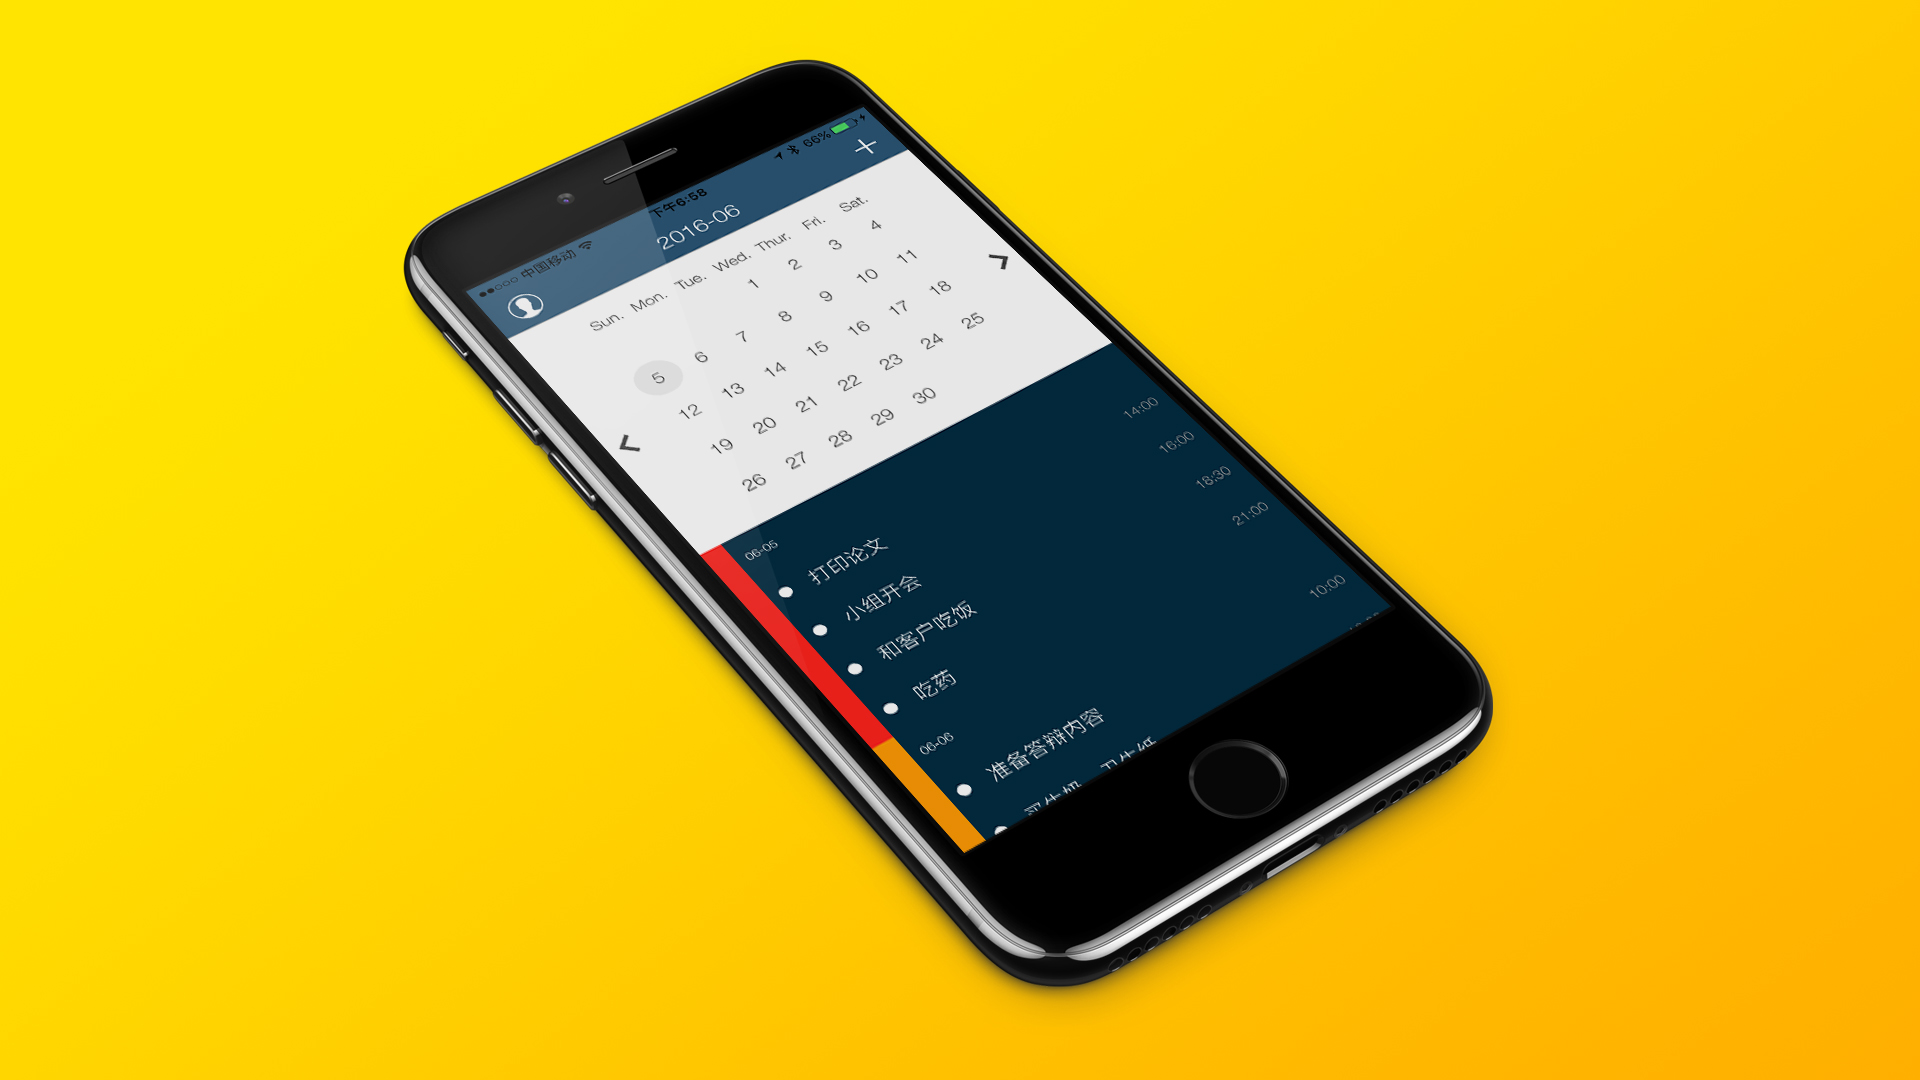 中国移动 下午6:58 66%
2016-06
Sun. Mon. Tue. Wed. Thur. Fri. Sat.
1 2 3 4
5 6 7 8 9 10 11
12 13 14 15 16 17 18
19 20 21 22 23 24 25
26 27 28 29 30
06-05
打印论文 14:00
小组开会 16:00
和客户吃饭 18:30
吃药 21:00
06-06
准备答辩内容 10:00